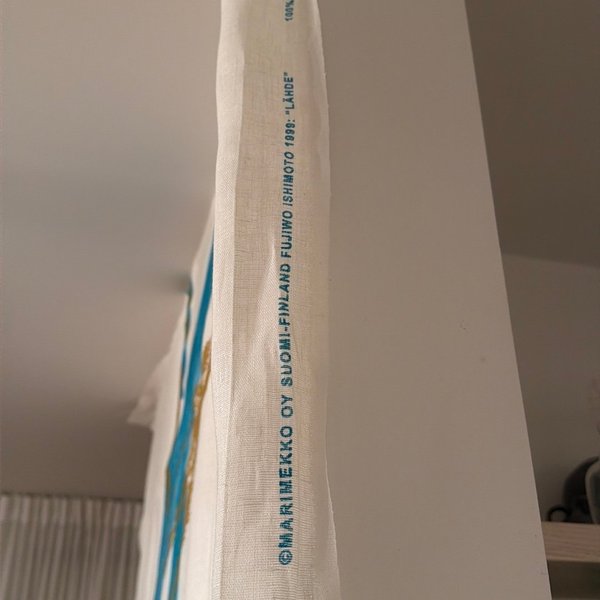 ©MARIMEKKO OY SUOMI-FINLAND FUJIWO ISHIMOTO 1999: "LÄHDE" 100%